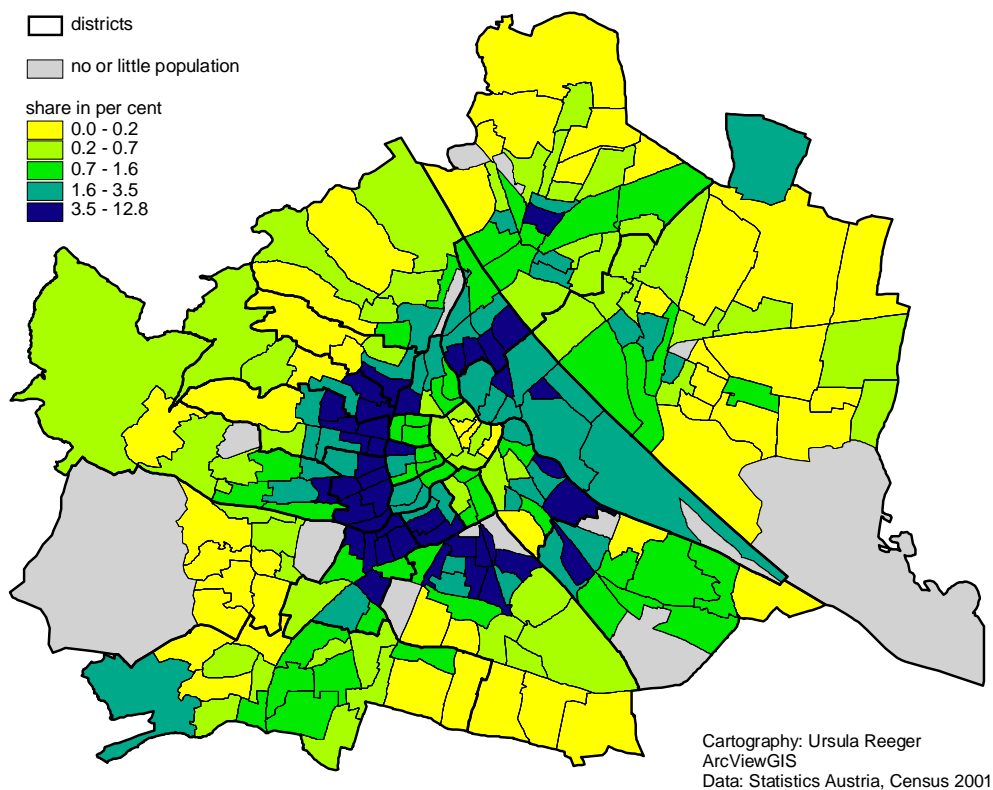 districts
no or little population
share in per cent
0.0 - 0.2
0.2 - 0.7
0.7 - 1.6
1.6 - 3.5
3.5 - 12.8
Cartography: Ursula Reeger
ArcViewGIS
Data: Statistics Austria, Census 2001